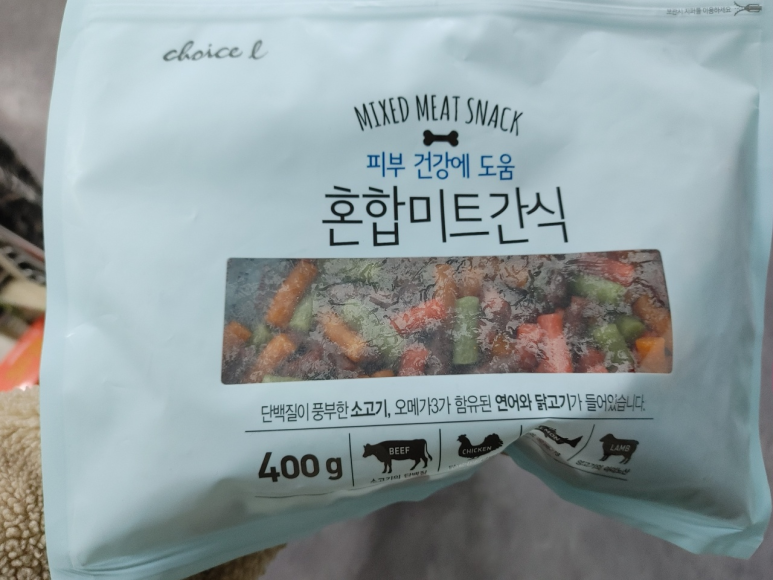 choice l
MIXED MEAT SNACK
피부 건강에 도움
혼합미트간식
단백질이 풍부한 소고기, 오메가3가 함유된 연어와 닭고기가 들어있습니다.
400 g
BEEF
CHICKEN
LAMB